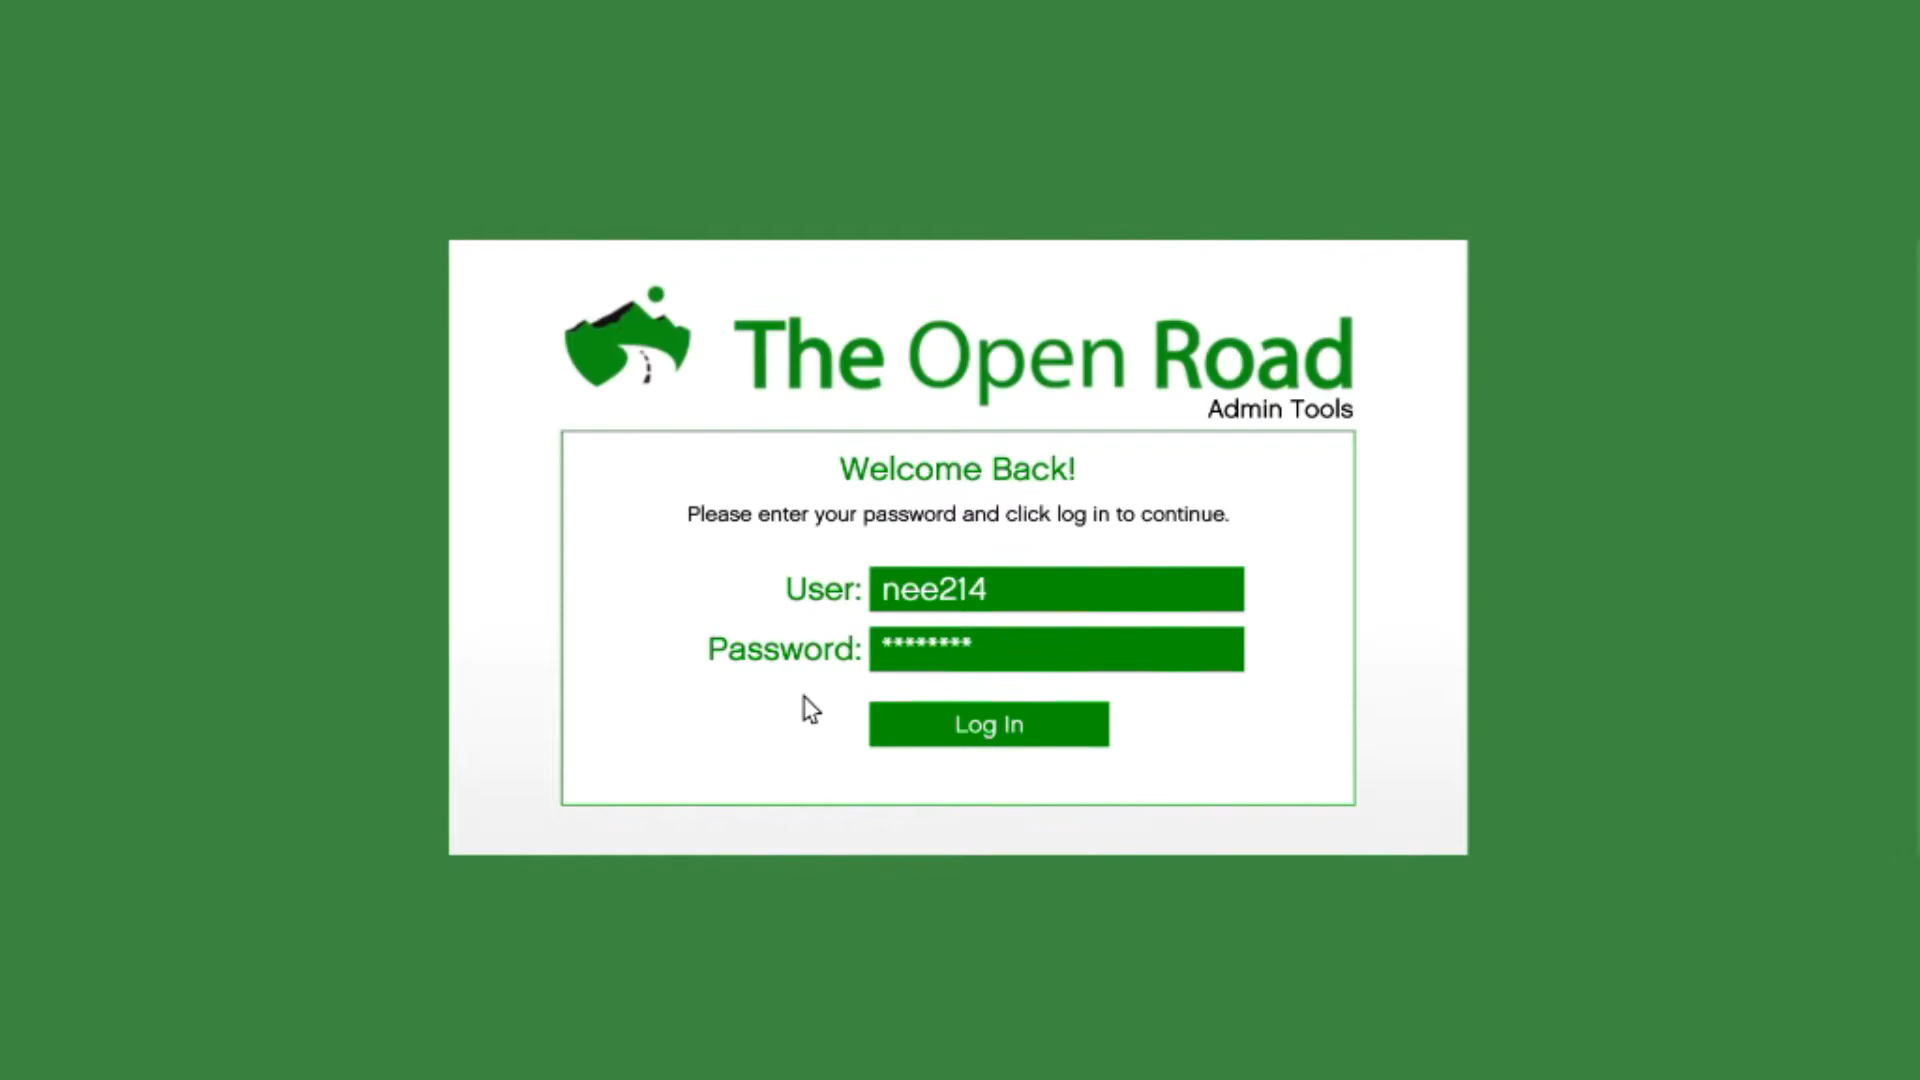 The Open Road
Admin Tools
Welcome Back!
Please enter your password and click log in to continue.
User: nee214
Password: ********
Log In